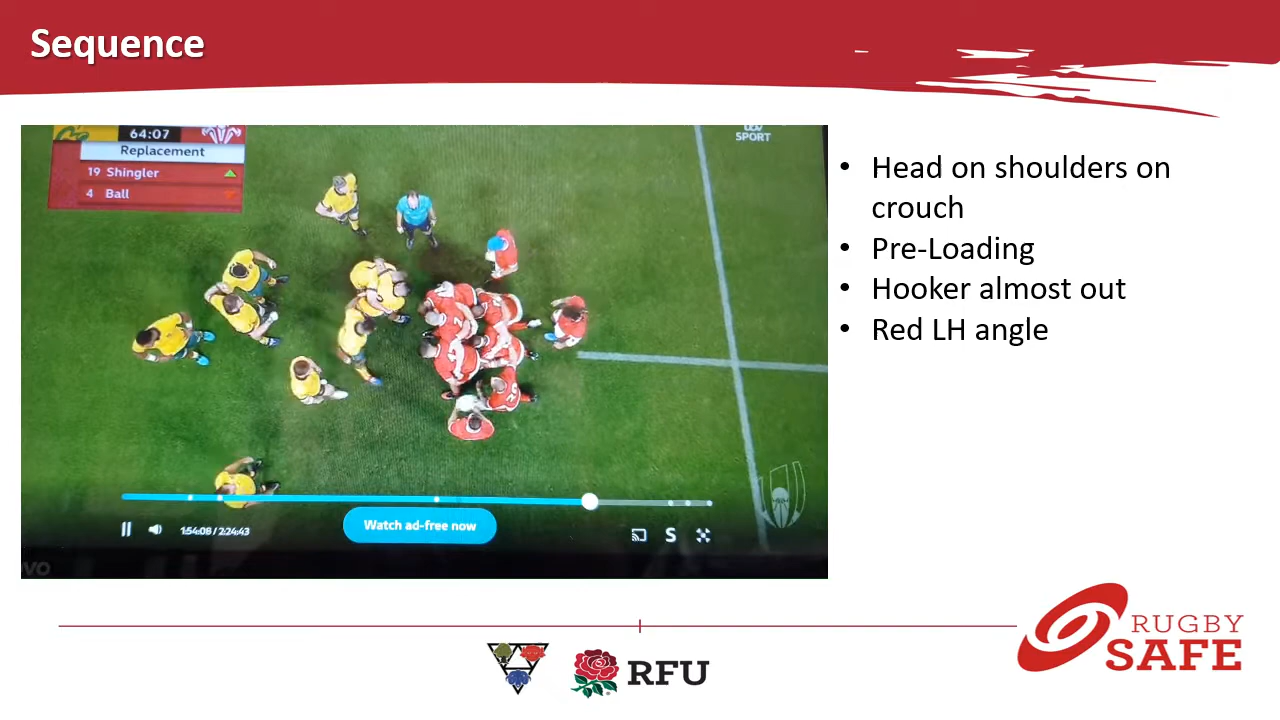 Sequence
64:07
Replacement
19 Shingler
4 Ball
SPORT
• Head on shoulders on
crouch
• Pre-Loading
• Hooker almost out
• Red LH angle
Watch ad-free now
1:54:08 / 2:24:43
S
VO
RUGBY
SAFE
RFU